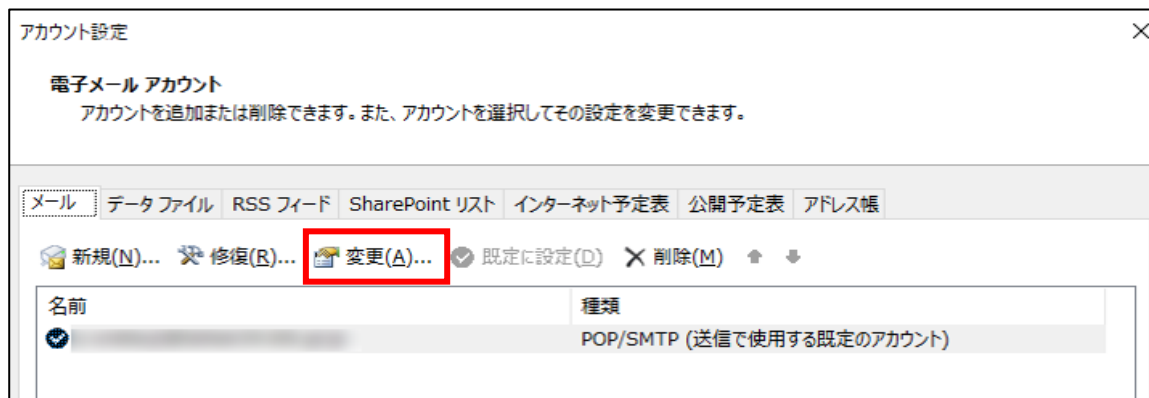 アカウント設定
電子メール アカウント
アカウントを追加または削除できます。また、アカウントを選択してその設定を変更できます。
メール データ ファイル RSS フィード SharePoint リスト インターネット予定表 公開予定表 アドレス帳
新規(N)... 修復(R)... 変更(A)... 既定に設定(D) 削除(M)
名前 種類
POP/SMTP (送信で使用する既定のアカウント)